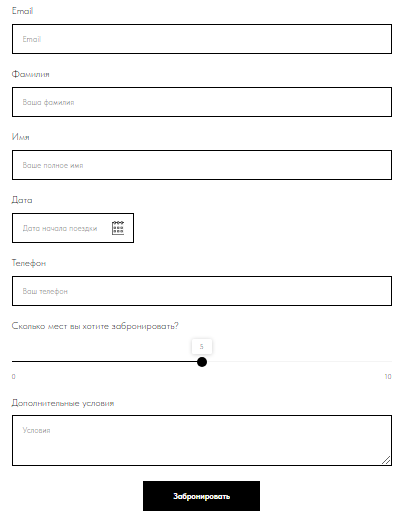 Email
Email
Фамилия
Ваша фамилия
Имя
Ваше полное имя
Дата
Дата начала поездки
Телефон
Ваш телефон
Сколько мест вы хотите забронировать?
5
0 10
Дополнительные условия
Условия
Забронировать